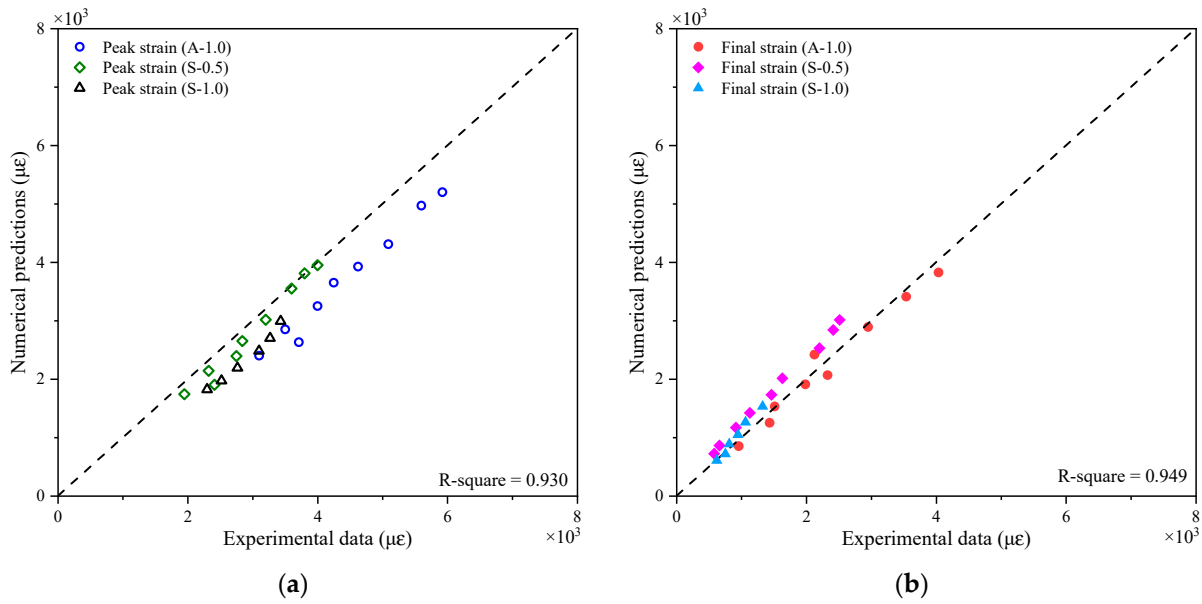 ×10³
8
6
4
2
0
Numerical predictions (με)
Peak strain (A-1.0)
Peak strain (S-0.5)
Peak strain (S-1.0)
R-square = 0.930
0 2 4 6 8
Experimental data (με)
×10³
(a)
×10³
8
6
4
2
0
Numerical predictions (με)
Final strain (A-1.0)
Final strain (S-0.5)
Final strain (S-1.0)
R-square = 0.949
0 2 4 6 8
Experimental data (με)
×10³
(b)